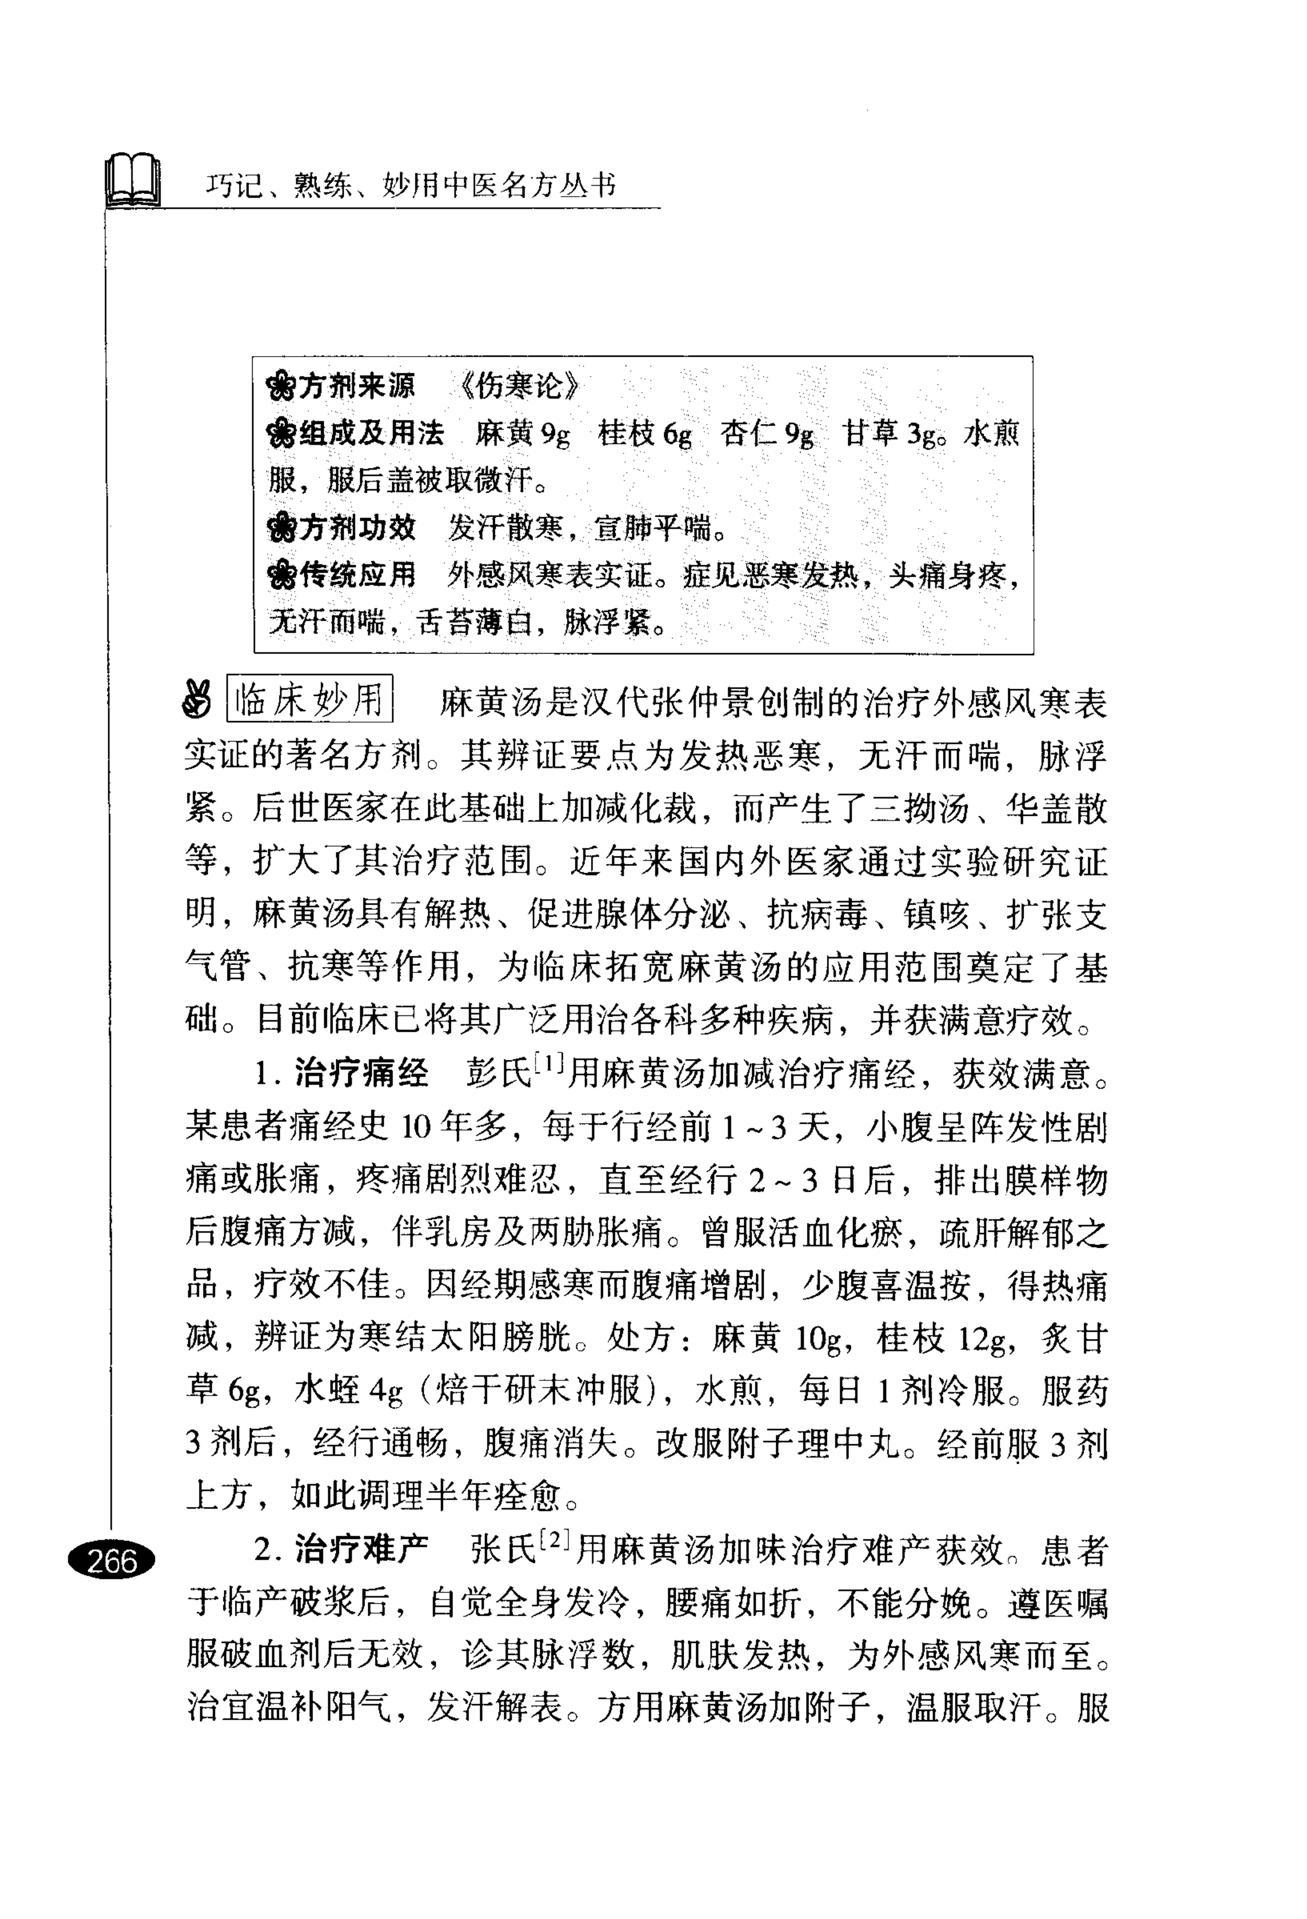 巧记、熟练、妙用中医名方丛书
方剂来源 《伤寒论》
组成及用法 麻黄9g 桂枝6g 杏仁9g 甘草3g。水煎
服，服后盖被取微汗。
方剂功效 发汗散寒，宣肺平喘。
传统应用 外感风寒表实证。症见恶寒发热，头痛身疼，
无汗而喘，舌苔薄白，脉浮紧。
临床妙用 麻黄汤是汉代张仲景创制的治疗外感风寒表
实证的著名方剂。其辨证要点为发热恶寒，无汗而喘，脉浮
紧。后世医家在此基础上加减化裁，而产生了三拗汤、华盖散
等，扩大了其治疗范围。近年来国内外医家通过实验研究证
明，麻黄汤具有解热、促进腺体分泌、抗病毒、镇咳、扩张支
气管、抗寒等作用，为临床拓宽麻黄汤的应用范围奠定了基
础。目前临床已将其广泛用治各科多种疾病，并获满意疗效。
1. 治疗痛经 彭氏[1]用麻黄汤加减治疗痛经，获效满意。
某患者痛经史10年多，每于行经前1~3天，小腹呈阵发性剧
痛或胀痛，疼痛剧烈难忍，直至经行2~3日后，排出膜样物
后腹痛方减，伴乳房及两胁胀痛。曾服活血化瘀，疏肝解郁之
品，疗效不佳。因经期感寒而腹痛增剧，少腹喜温按，得热痛
减，辨证为寒结太阳膀胱。处方：麻黄10g，桂枝12g，炙甘
草6g，水蛭4g（焙干研末冲服），水煎，每日1剂冷服。服药
3剂后，经行通畅，腹痛消失。改服附子理中丸。经前服3剂
上方，如此调理半年痊愈。
2. 治疗难产 张氏[2]用麻黄汤加味治疗难产获效。患者
于临产破浆后，自觉全身发冷，腰痛如折，不能分娩。遵医嘱
服破血剂后无效，诊其脉浮数，肌肤发热，为外感风寒而至。
治宜温补阳气，发汗解表。方用麻黄汤加附子，温服取汗。服
266